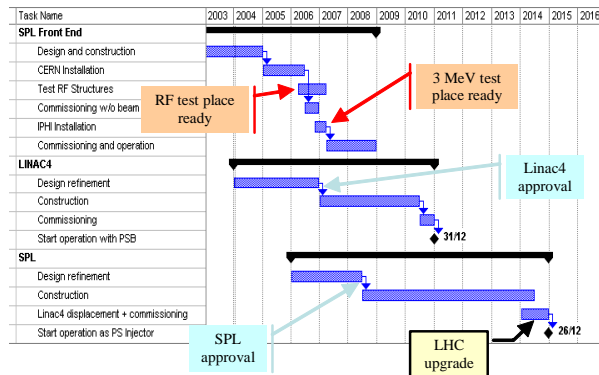 Task Name 2003 2004 2005 2006 2007 2008 2009 2010 2011 2012 2013 2014 2015 2016
SPL Front End
Design and construction
CERN Installation
Test RF Structures
Commissioning w/o beam
IPHI Installation
Commissioning and operation
RF test place
ready
3 MeV test
place ready
LINAC4
Design refinement
Construction
Commissioning
Start operation with PSB
31/12
Linac4
approval
SPL
Design refinement
Construction
Linac4 displacement + commissioning
Start operation as PS Injector
26/12
SPL
approval
LHC
upgrade